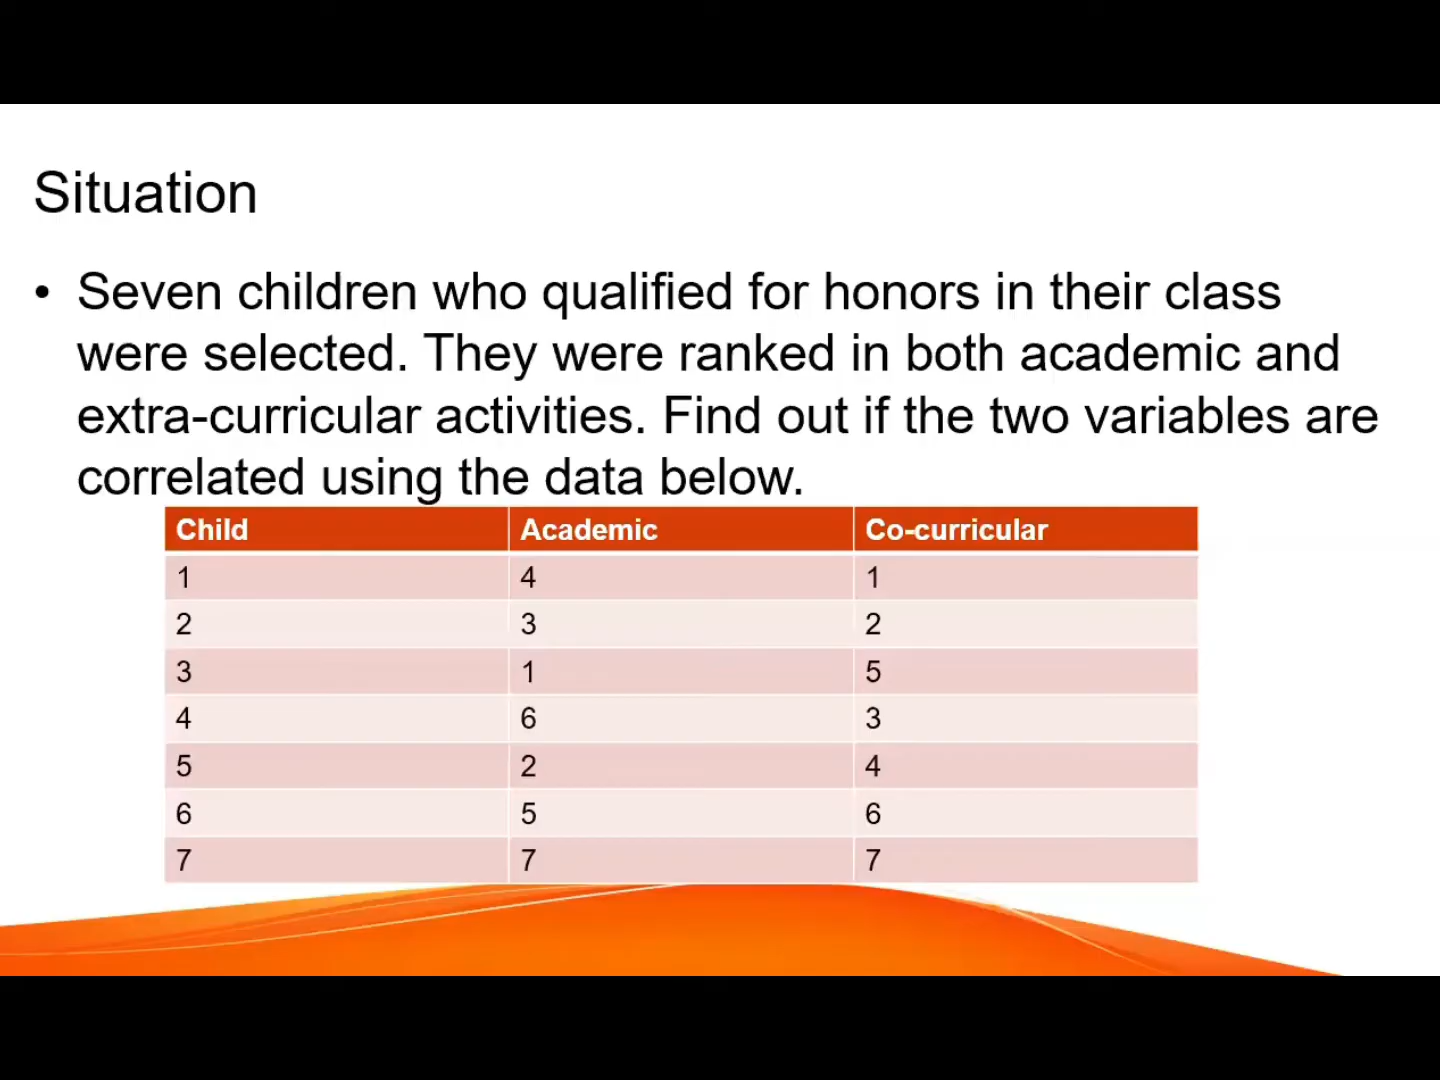 Situation
• Seven children who qualified for honors in their class
were selected. They were ranked in both academic and
extra-curricular activities. Find out if the two variables are
correlated using the data below.
Child Academic Co-curricular
1 4 1
2 3 2
3 1 5
4 6 3
5 2 4
6 5 6
7 7 7